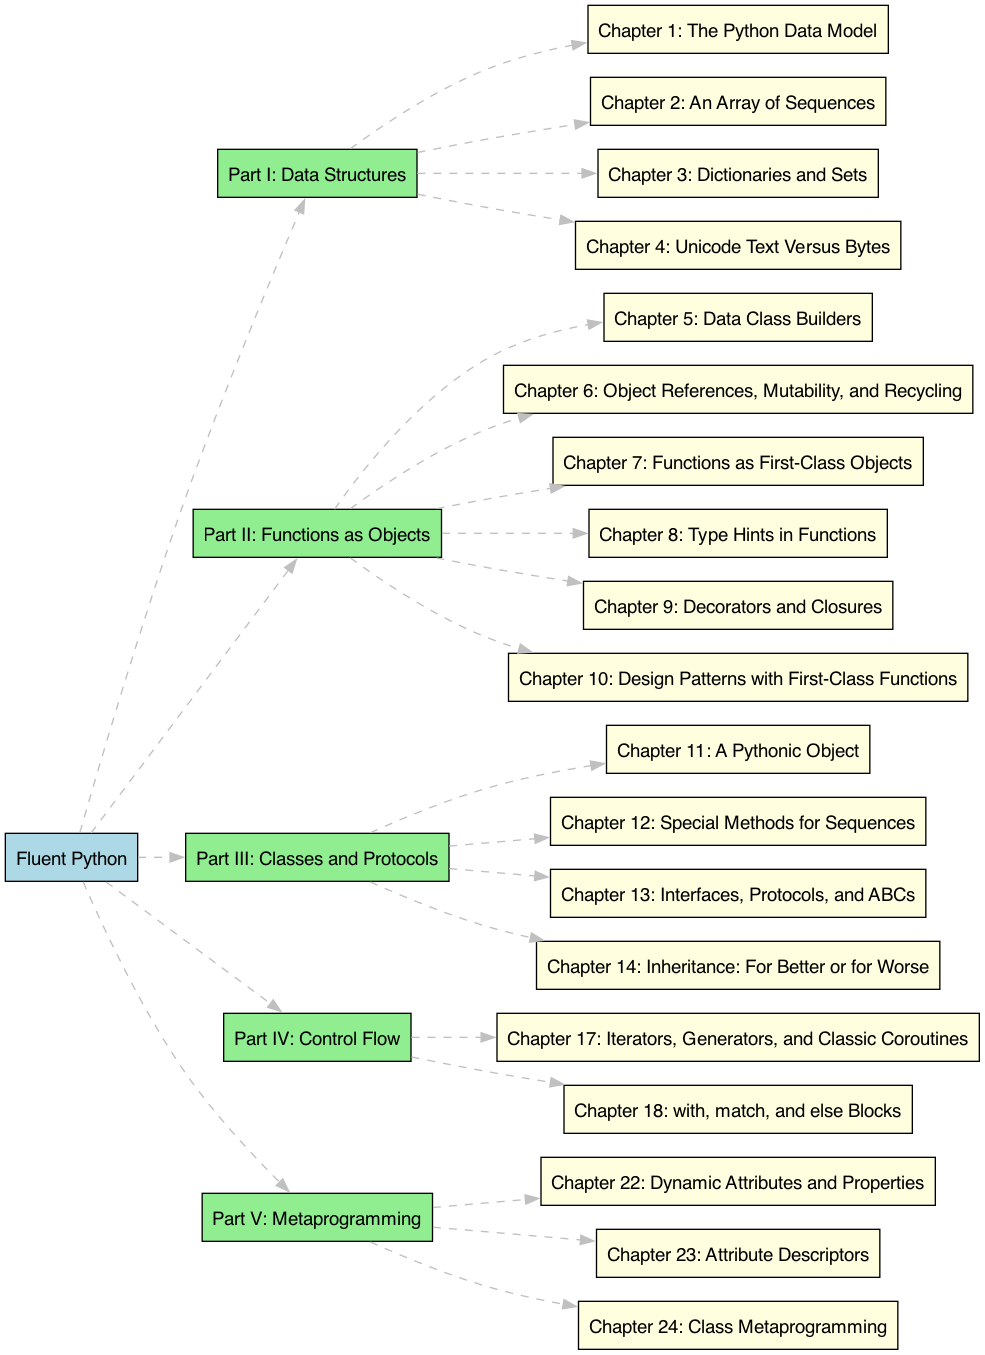 Fluent Python
Part I: Data Structures
Chapter 1: The Python Data Model
Chapter 2: An Array of Sequences
Chapter 3: Dictionaries and Sets
Chapter 4: Unicode Text Versus Bytes
Part II: Functions as Objects
Chapter 5: Data Class Builders
Chapter 6: Object References, Mutability, and Recycling
Chapter 7: Functions as First-Class Objects
Chapter 8: Type Hints in Functions
Chapter 9: Decorators and Closures
Chapter 10: Design Patterns with First-Class Functions
Part III: Classes and Protocols
Chapter 11: A Pythonic Object
Chapter 12: Special Methods for Sequences
Chapter 13: Interfaces, Protocols, and ABCs
Chapter 14: Inheritance: For Better or for Worse
Part IV: Control Flow
Chapter 17: Iterators, Generators, and Classic Coroutines
Chapter 18: with, match, and else Blocks
Part V: Metaprogramming
Chapter 22: Dynamic Attributes and Properties
Chapter 23: Attribute Descriptors
Chapter 24: Class Metaprogramming